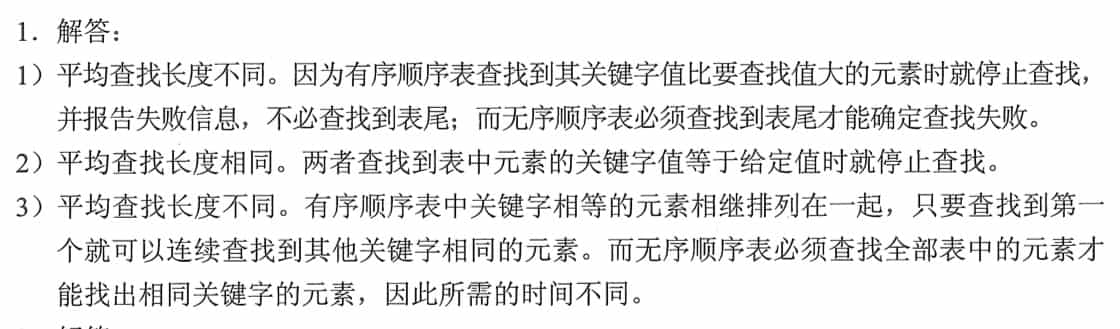 1．解答：
1）平均查找长度不同。因为有序顺序表查找到其关键字值比要查找值大的元素时就停止查找，
并报告失败信息，不必查找到表尾；而无序顺序表必须查找到表尾才能确定查找失败。
2）平均查找长度相同。两者查找到表中元素的关键字值等于给定值时就停止查找。
3）平均查找长度不同。有序顺序表中关键字相等的元素相继排列在一起，只要查找到第一
个就可以连续查找到其他关键字相同的元素。而无序顺序表必须查找全部表中的元素才
能找出相同关键字的元素，因此所需的时间不同。